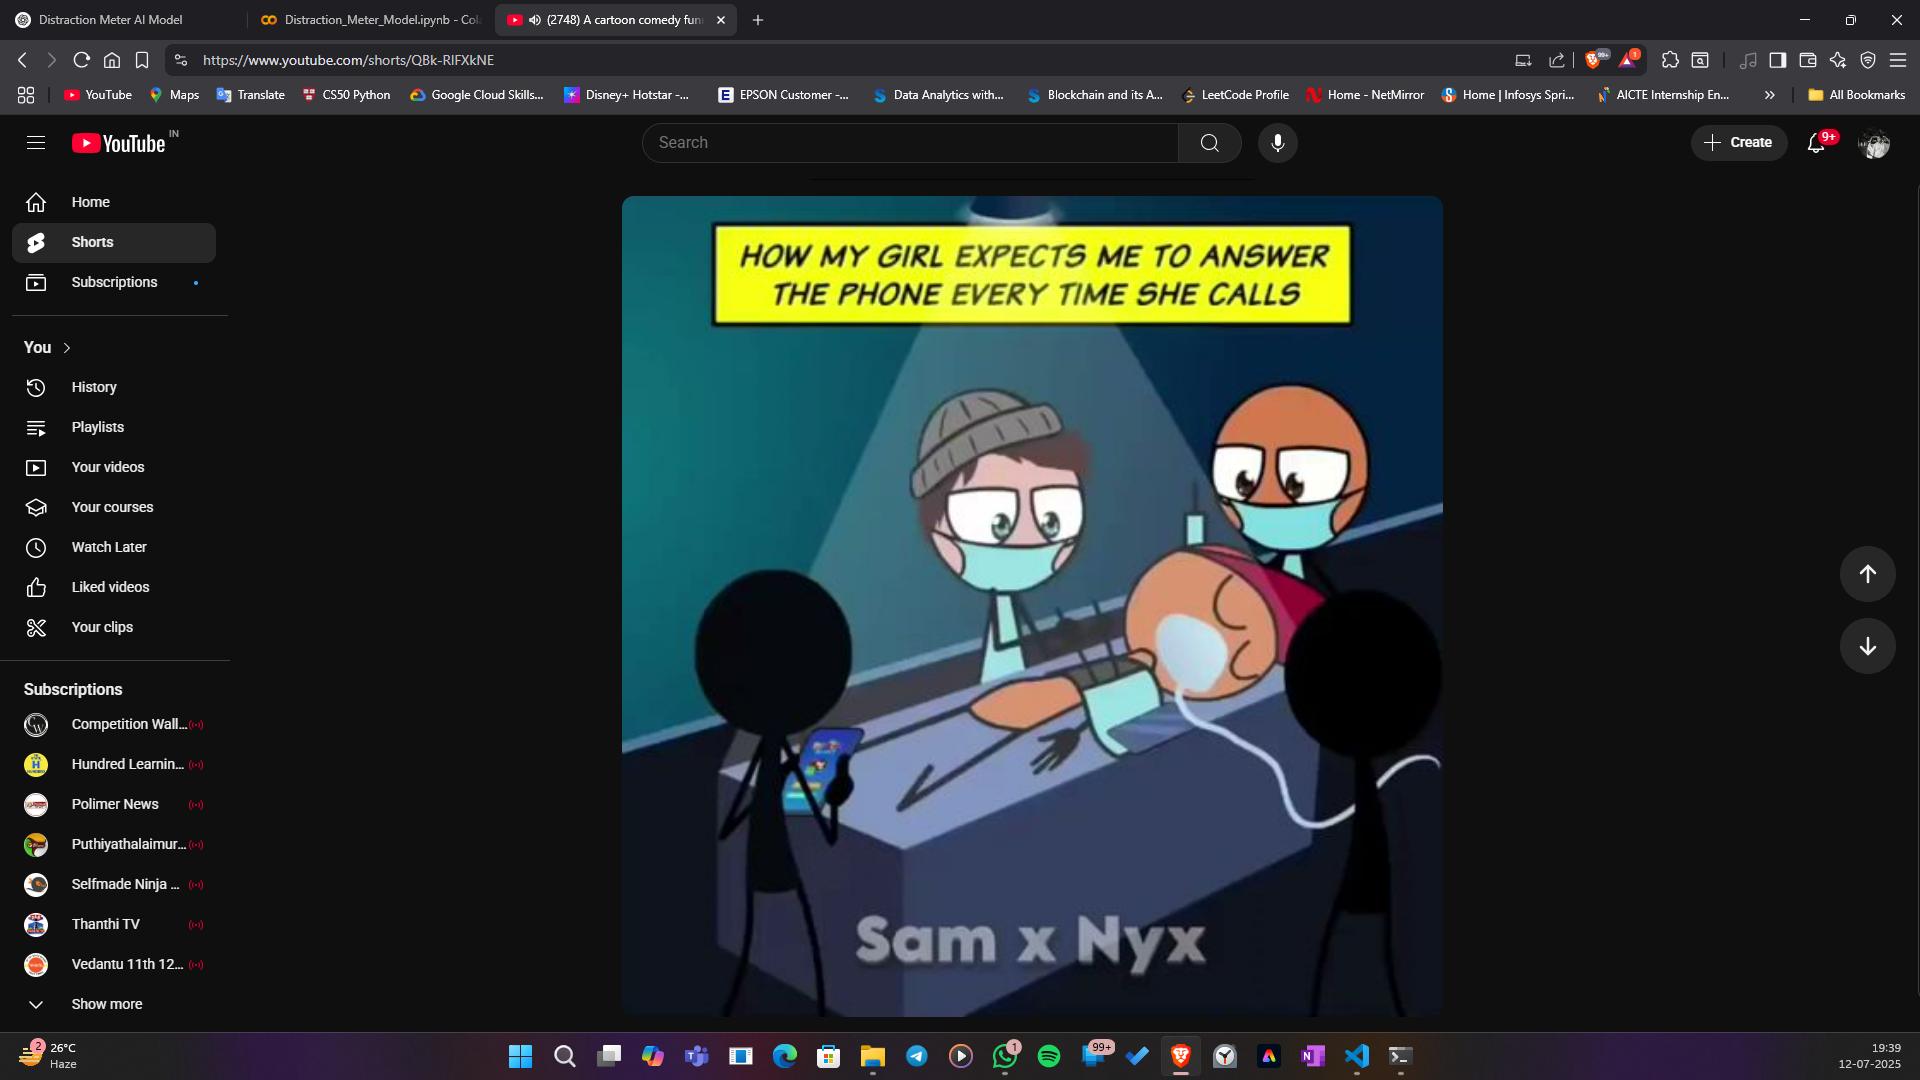 Distraction Meter AI Model
Distraction_Meter_Model.ipynb - Col
(2748) A cartoon comedy fun
https://www.youtube.com/shorts/QBk-RlFXkNE
99+
1
YouTube
Maps
Translate
CS50 Python
Google Cloud Skills...
Disney+ Hotstar -...
EPSON Customer -...
Data Analytics with...
Blockchain and its A...
LeetCode Profile
Home - NetMirror
Home | Infosys Spri...
AICTE Internship En...
All Bookmarks
YouTube IN
Search
Create
9+
Home
Shorts
Subscriptions
You
History
Playlists
Your videos
Your courses
Watch Later
Liked videos
Your clips
Subscriptions
Competition Wall...
Hundred Learnin...
Polimer News
Puthiyathalaimur...
Selfmade Ninja ...
Thanthi TV
Vedantu 11th 12...
Show more
HOW MY GIRL EXPECTS ME TO ANSWER
THE PHONE EVERY TIME SHE CALLS
Sam x Nyx
2
26°C
Haze
1
99+
19:39
12-07-2025